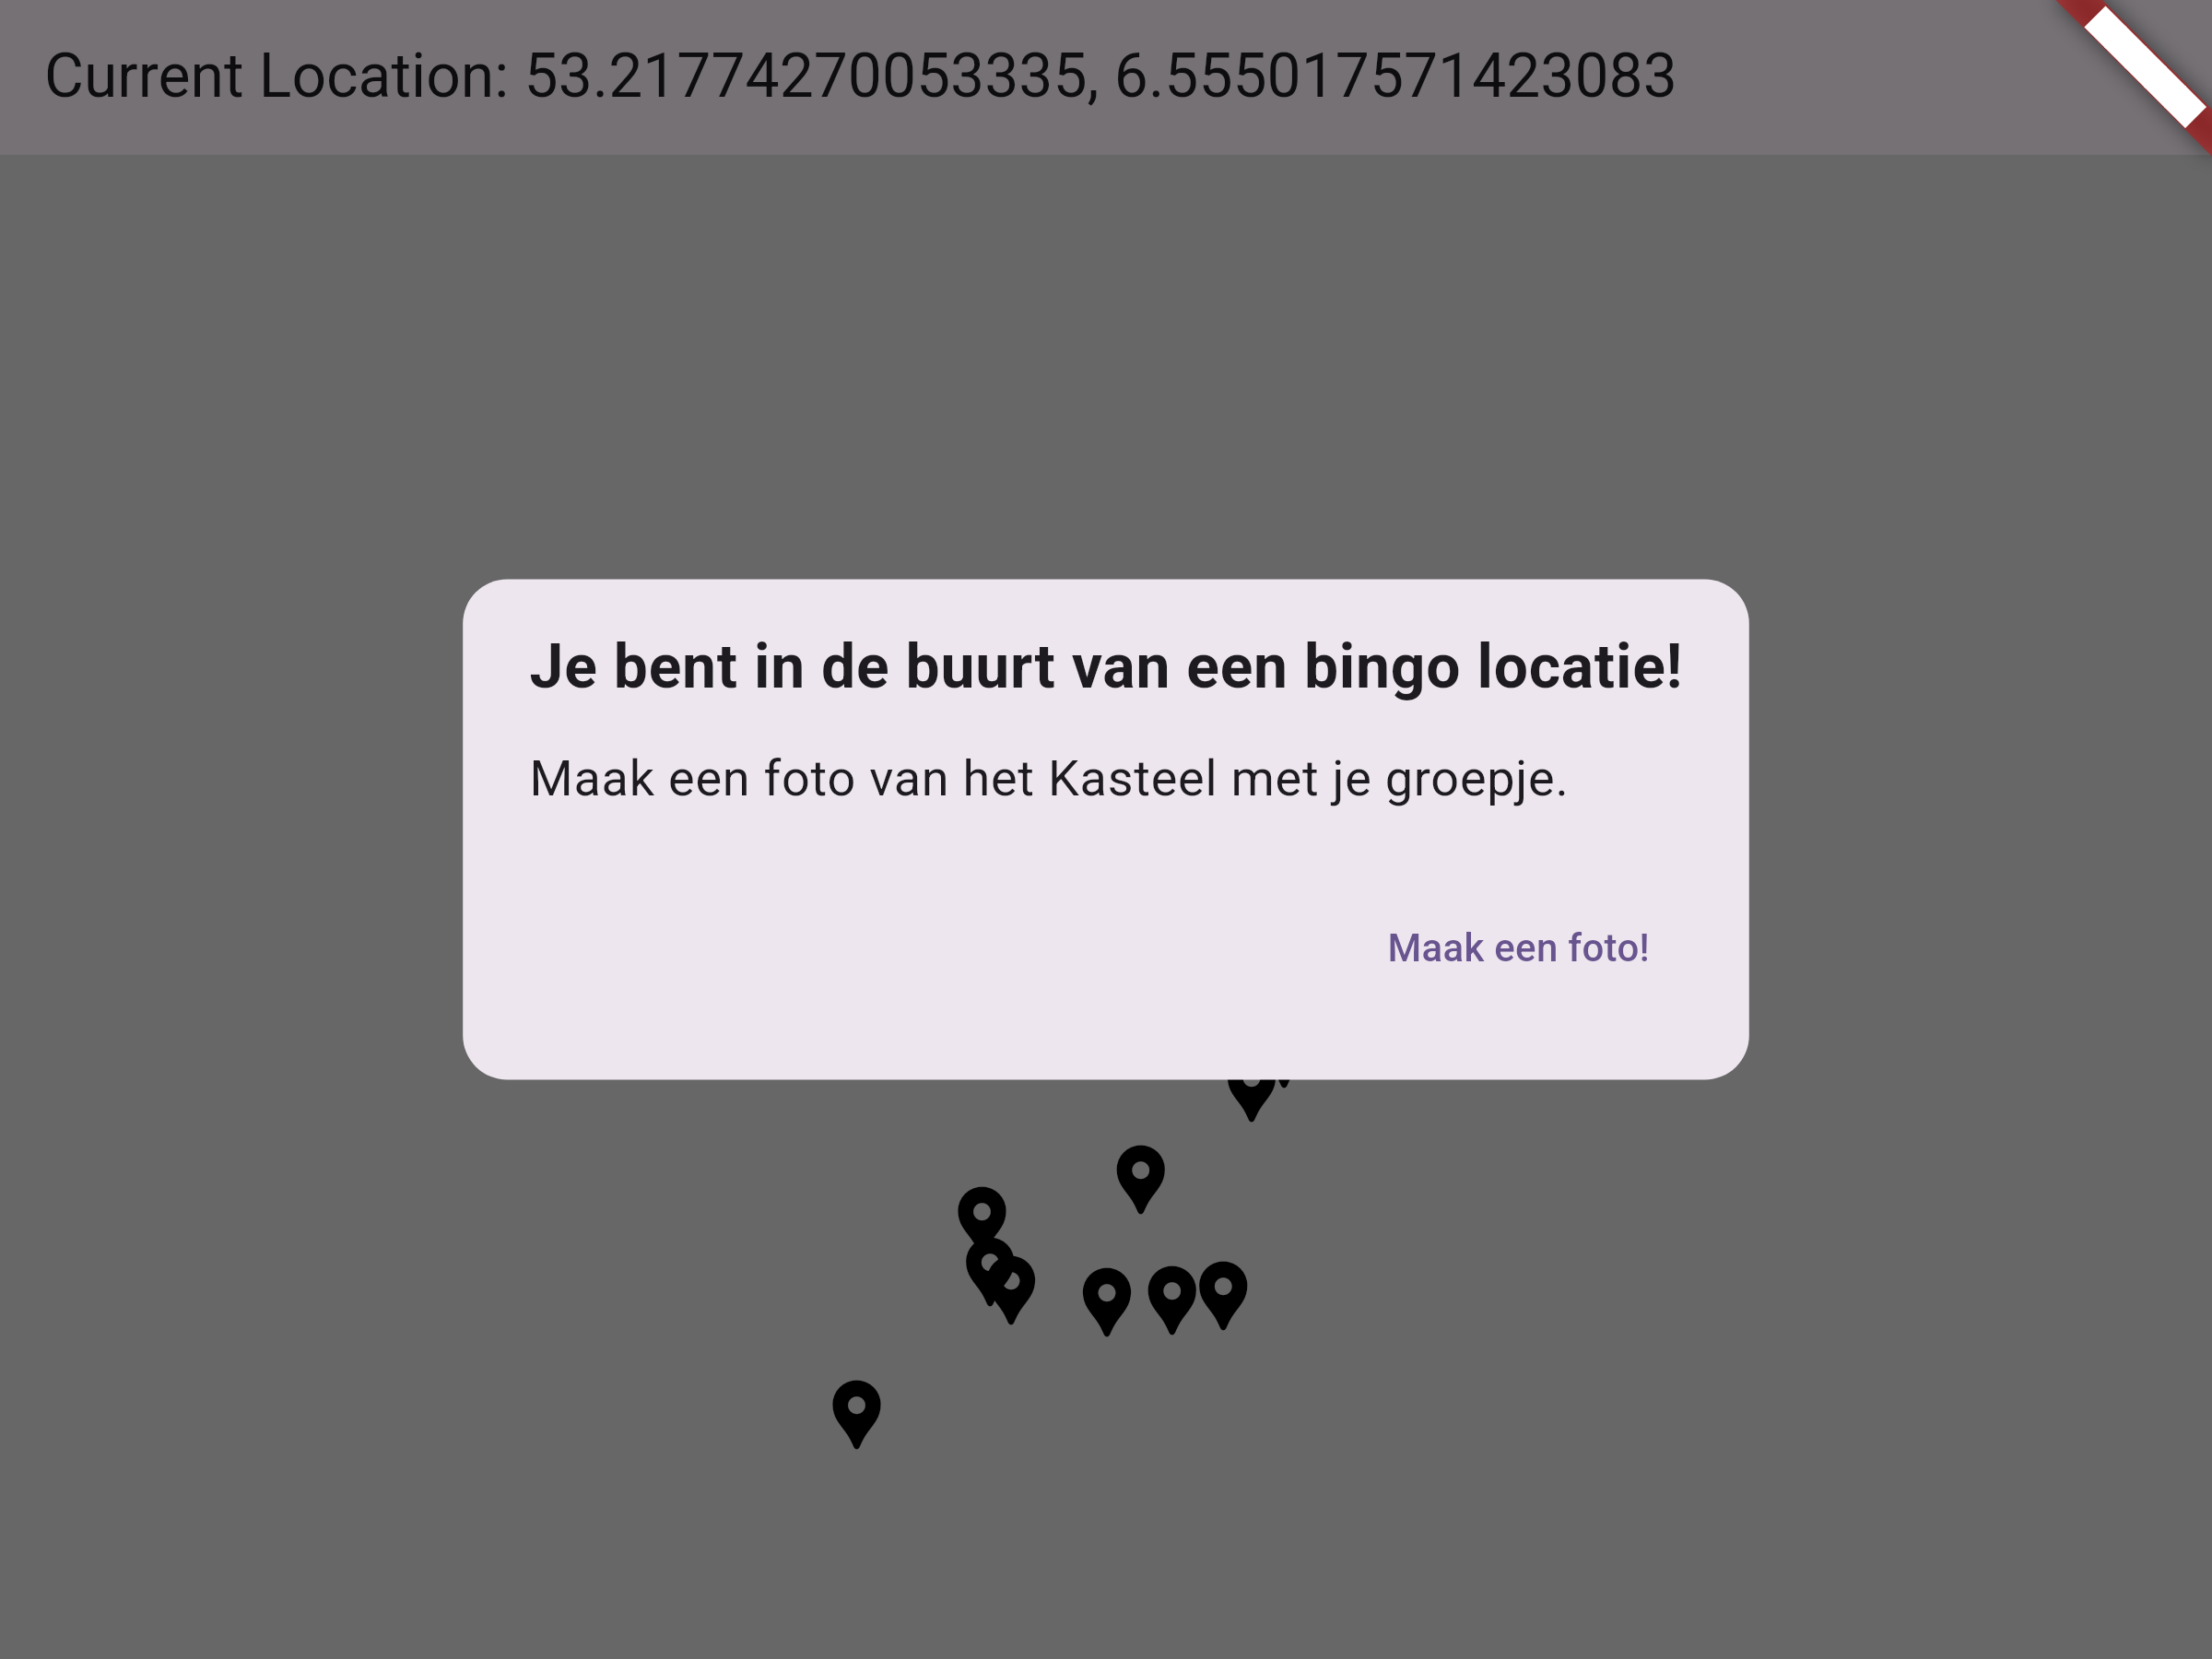 Current Location: 53.21774270053335, 6.555017571423083
Je bent in de buurt van een bingo locatie!
Maak een foto van het Kasteel met je groepje.
Maak een foto!